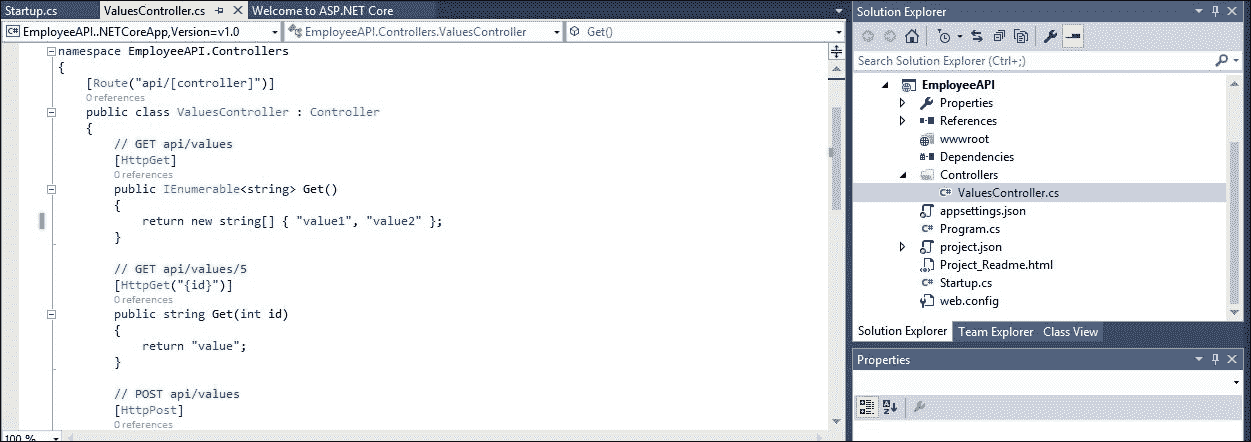 Startup.cs
ValuesController.cs
Welcome to ASP.NET Core
EmployeeAPI..NETCoreApp,Version=v1.0
EmployeeAPI.Controllers.ValuesController
Get()
namespace EmployeeAPI.Controllers
{
[Route("api/[controller]")]
0 references
public class ValuesController : Controller
{
// GET api/values
[HttpGet]
0 references
public IEnumerable<string> Get()
{
return new string[] { "value1", "value2" };
}
// GET api/values/5
[HttpGet("{id}")]
0 references
public string Get(int id)
{
return "value";
}
// POST api/values
[HttpPost]
0 references
100 %
Solution Explorer
Search Solution Explorer (Ctrl+;)
EmployeeAPI
Properties
References
wwwroot
Dependencies
Controllers
C# ValuesController.cs
appsettings.json
C# Program.cs
project.json
Project_Readme.html
C# Startup.cs
web.config
Solution Explorer Team Explorer Class View
Properties